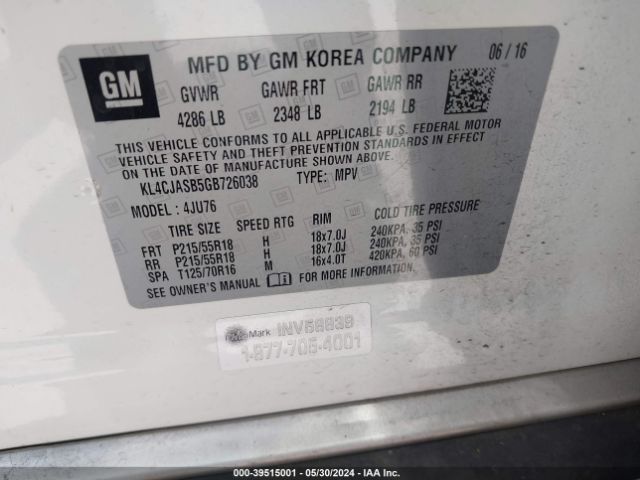 GM
MFD BY GM KOREA COMPANY 06 / 16
GVWR GAWR FRT GAWR RR
4286 LB 2348 LB 2194 LB
THIS VEHICLE CONFORMS TO ALL APPLICABLE U.S. FEDERAL MOTOR
VEHICLE SAFETY AND THEFT PREVENTION STANDARDS IN EFFECT
ON THE DATE OF MANUFACTURE SHOWN ABOVE.
KL4CJASB5GB726038 TYPE: MPV
MODEL : 4JU76
TIRE SIZE SPEED RTG RIM COLD TIRE PRESSURE
FRT P215/55R18 H 18x7.0J 240KPA, 35 PSI
RR P215/55R18 H 18x7.0J 240KPA, 35 PSI
SPA T125/70R16 M 16x4.0T 420KPA, 60 PSI
SEE OWNER'S MANUAL FOR MORE INFORMATION.
Mark INV58839
1-877-705-4001
000-39515001 - 05/30/2024 - IAA Inc.